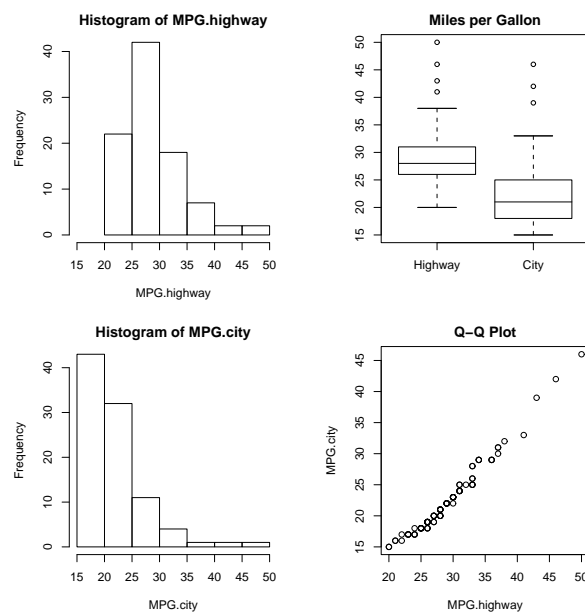 Histogram of MPG.highway
Frequency
0
10
20
30
40
15 20 25 30 35 40 45 50
MPG.highway
Miles per Gallon
15
20
25
30
35
40
45
50
Highway City
Histogram of MPG.city
Frequency
0
10
20
30
40
15 20 25 30 35 40 45 50
MPG.city
Q−Q Plot
MPG.city
15
20
25
30
35
40
45
20 25 30 35 40 45 50
MPG.highway